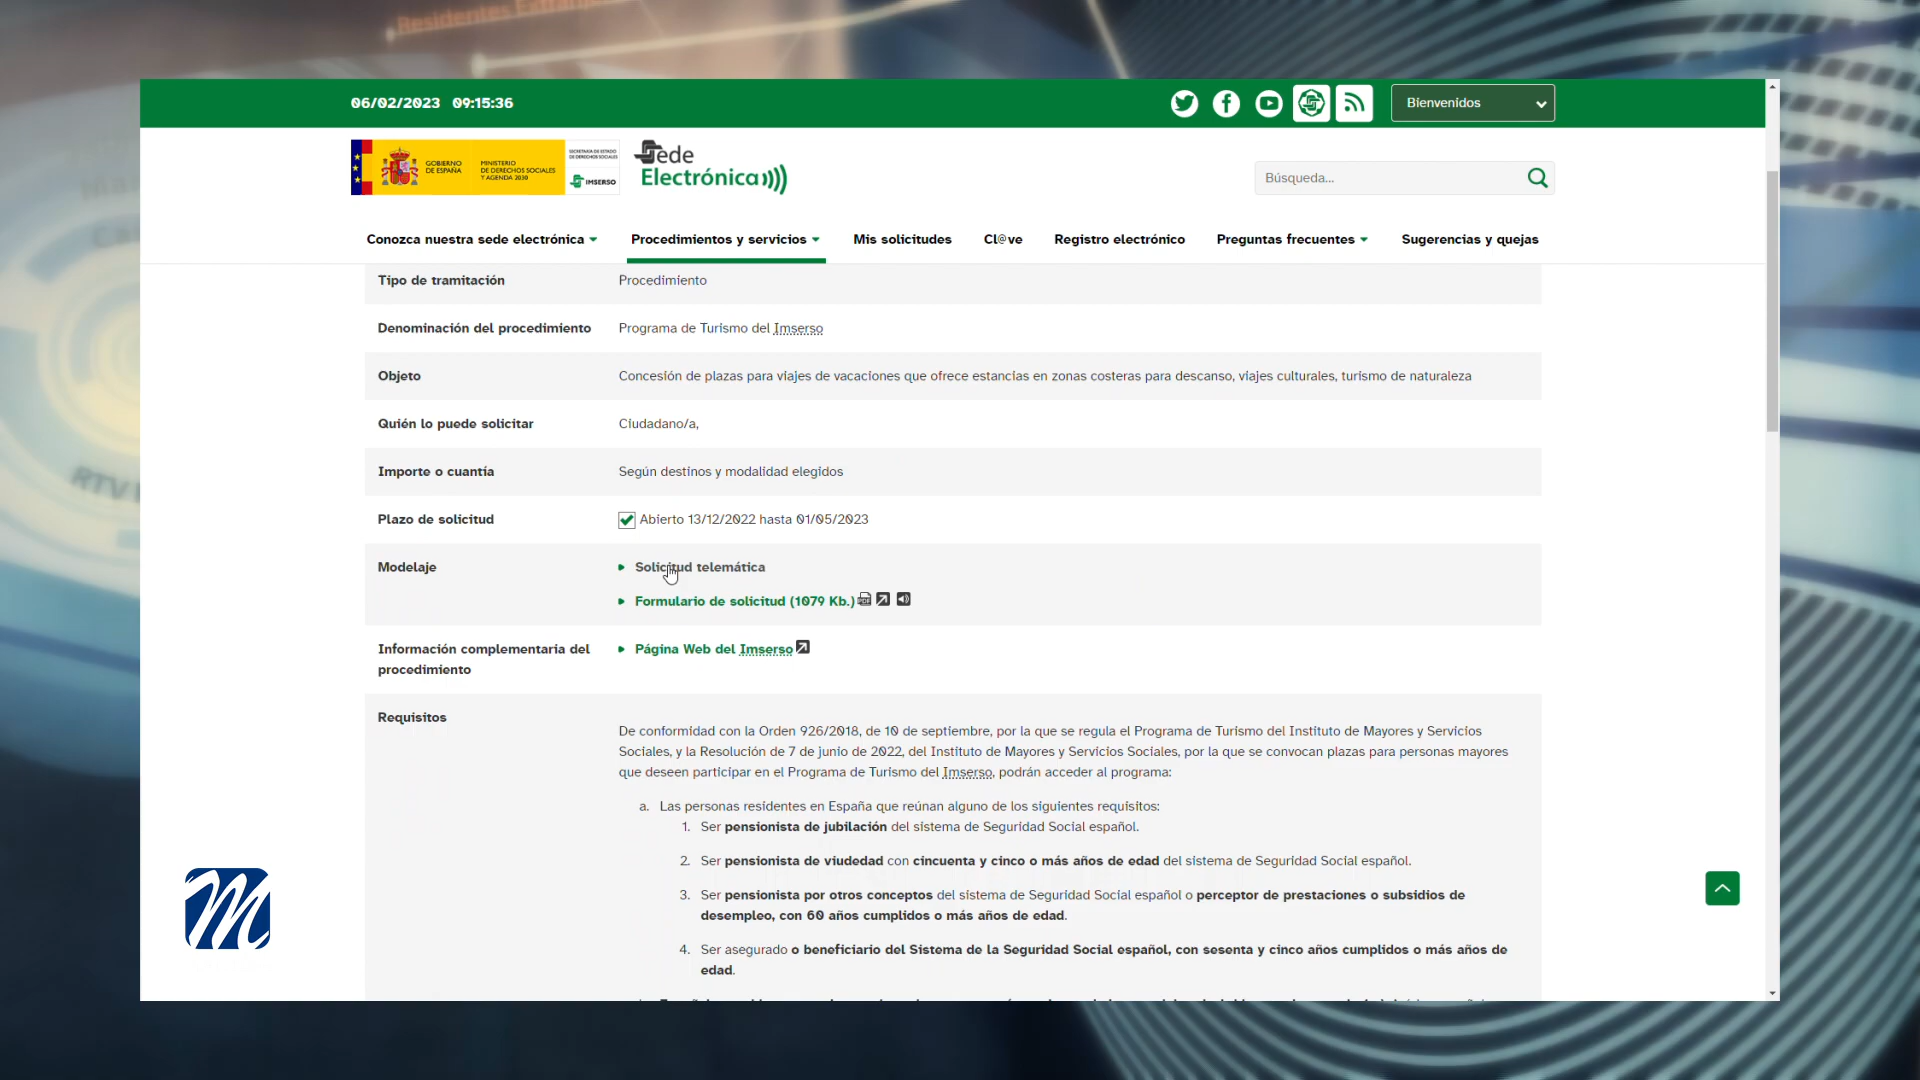 Residentes Extranj
06/02/2023 09:15:36
Bienvenidos
GOBIERNO
DE ESPAÑA
MINISTERIO
DE DERECHOS SOCIALES
Y AGENDA 2030
SECRETARÍA DE ESTADO
DE DERECHOS SOCIALES
IMSERSO
Sede
Electrónica
Búsqueda...
Conozca nuestra sede electrónica
Procedimientos y servicios
Mis solicitudes
Cl@ve
Registro electrónico
Preguntas frecuentes
Sugerencias y quejas
Tipo de tramitación
Procedimiento
Denominación del procedimiento
Programa de Turismo del Imserso
Objeto
Concesión de plazas para viajes de vacaciones que ofrece estancias en zonas costeras para descanso, viajes culturales, turismo de naturaleza
Quién lo puede solicitar
Ciudadano/a,
Importe o cuantía
Según destinos y modalidad elegidos
Plazo de solicitud
Abierto 13/12/2022 hasta 01/05/2023
Modelaje
Solicitud telemática
Formulario de solicitud (1079 Kb.)
Información complementaria del
procedimiento
Página Web del Imserso
Requisitos
De conformidad con la Orden 926/2018, de 10 de septiembre, por la que se regula el Programa de Turismo del Instituto de Mayores y Servicios
Sociales, y la Resolución de 7 de junio de 2022, del Instituto de Mayores y Servicios Sociales, por la que se convocan plazas para personas mayores
que deseen participar en el Programa de Turismo del Imserso, podrán acceder al programa:
a. Las personas residentes en España que reúnan alguno de los siguientes requisitos:
1. Ser pensionista de jubilación del sistema de Seguridad Social español.
2. Ser pensionista de viudedad con cincuenta y cinco o más años de edad del sistema de Seguridad Social español.
3. Ser pensionista por otros conceptos del sistema de Seguridad Social español o perceptor de prestaciones o subsidios de
desempleo, con 60 años cumplidos o más años de edad.
4. Ser asegurado o beneficiario del Sistema de la Seguridad Social español, con sesenta y cinco años cumplidos o más años de
edad.
RTV
M